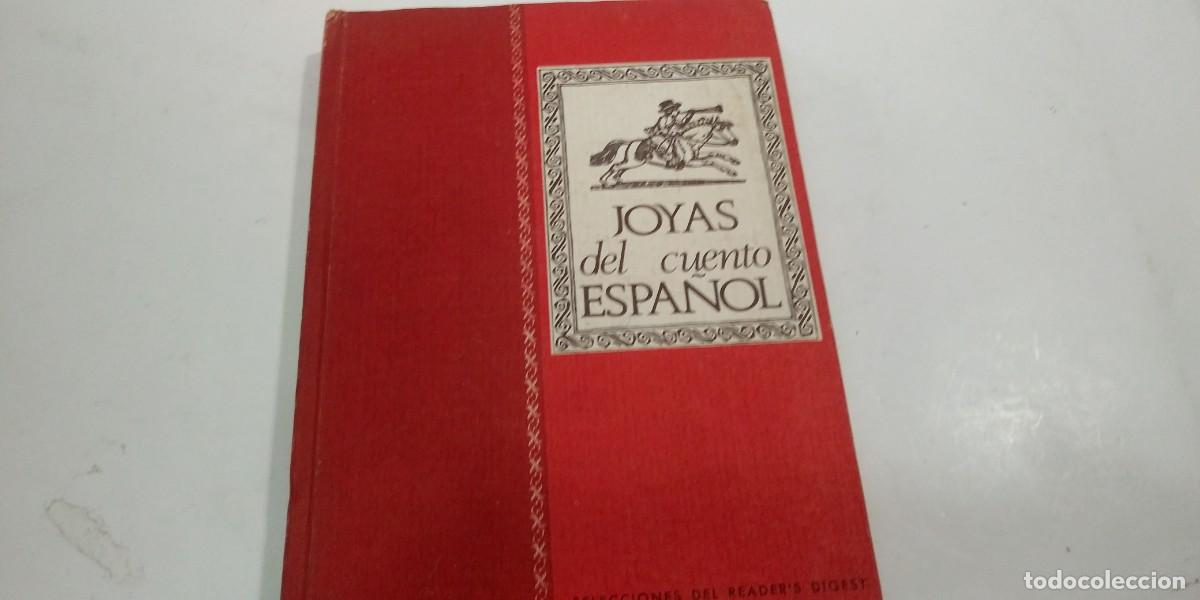 JOYAS
del cuento
ESPAÑOL
SELECCIONES DEL READER'S DIGEST
todocoleccion